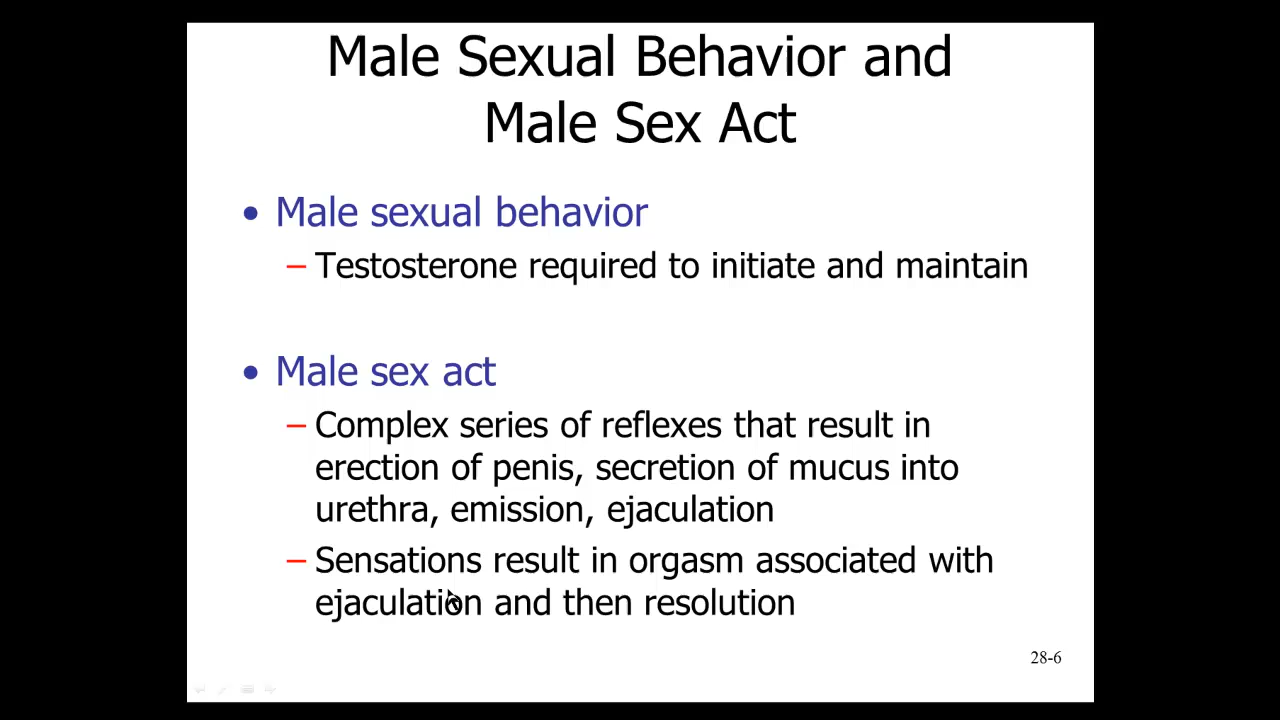 Male Sexual Behavior and
Male Sex Act
• Male sexual behavior
– Testosterone required to initiate and maintain
• Male sex act
– Complex series of reflexes that result in
erection of penis, secretion of mucus into
urethra, emission, ejaculation
– Sensations result in orgasm associated with
ejaculation and then resolution
28-6